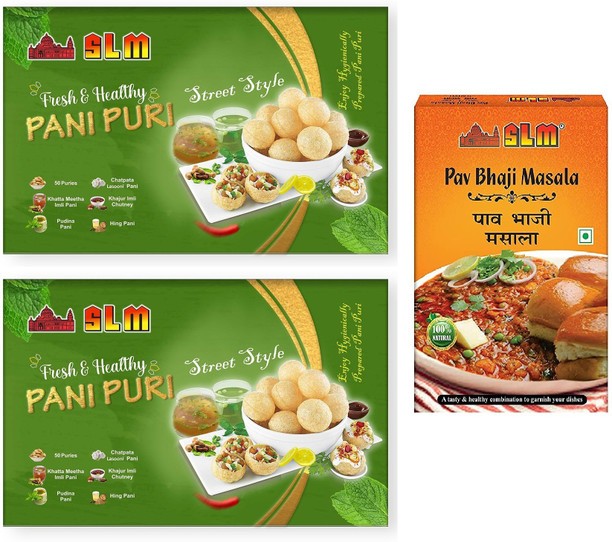 SLM
Fresh & Healthy
PANI PURI
Street Style
Enjoy Hygienically
Prepared Pani Puri
50 Puries
Chatpata
Pani
Khatta Meetha
Imli Pani
Khajur Imli
Chutney
Pudina
Pani
Hing Pani
SLM
Fresh & Healthy
PANI PURI
Street Style
Enjoy Hygienically
Prepared Pani Puri
50 Puries
Chatpata
Pani
Khatta Meetha
Imli Pani
Khajur Imli
Chutney
Pudina
Pani
Hing Pani
SLM
Pav Bhaji Masala
पाव भाजी
मसाला
100%
NATURAL
A tasty & healthy combination to garnish your dishes